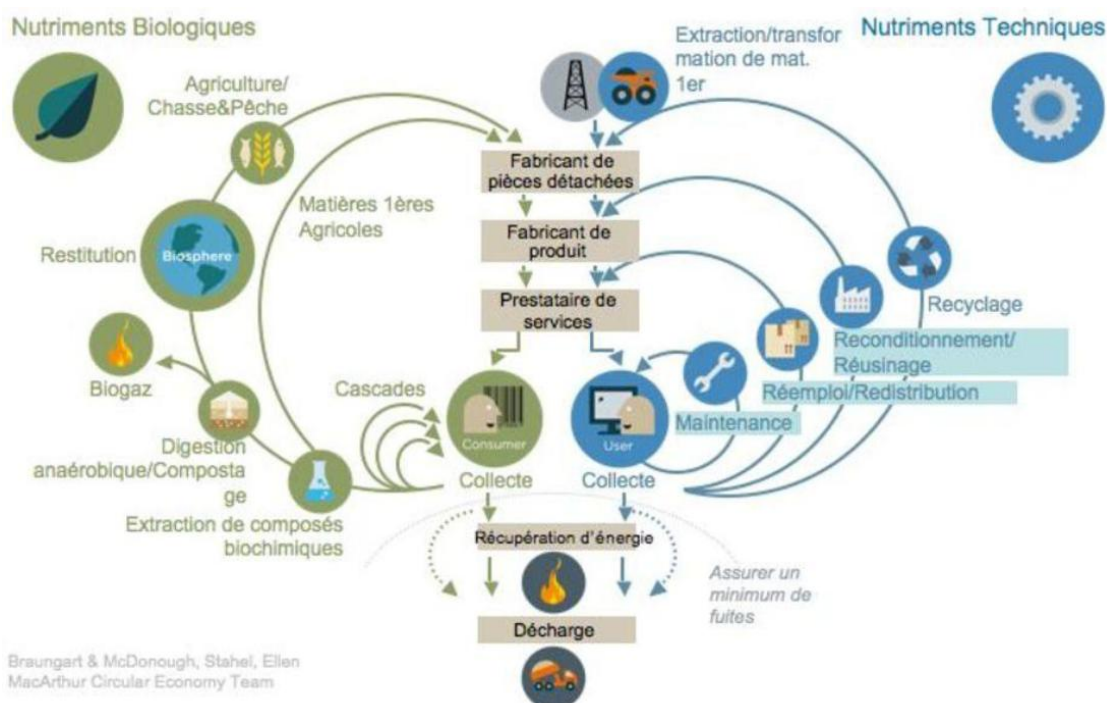 Nutriments Biologiques
Nutriments Techniques
Extraction/transfor
mation de mat.
1er
Agriculture/
Chasse&Pêche
Fabricant de
pièces détachées
Matières 1ères
Agricoles
Fabricant de
produit
Restitution
Biosphere
Prestataire de
services
Recyclage
Reconditionnement/
Réusinage
Biogaz
Cascades
Réemploi/Redistribution
Maintenance
Consumer
User
Digestion
anaérobique/Composta
ge
Collecte
Collecte
Extraction de composés
biochimiques
Récupération d'énergie
Assurer un
minimum de
fuites
Décharge
Braungart & McDonough, Stahel, Ellen
MacArthur Circular Economy Team